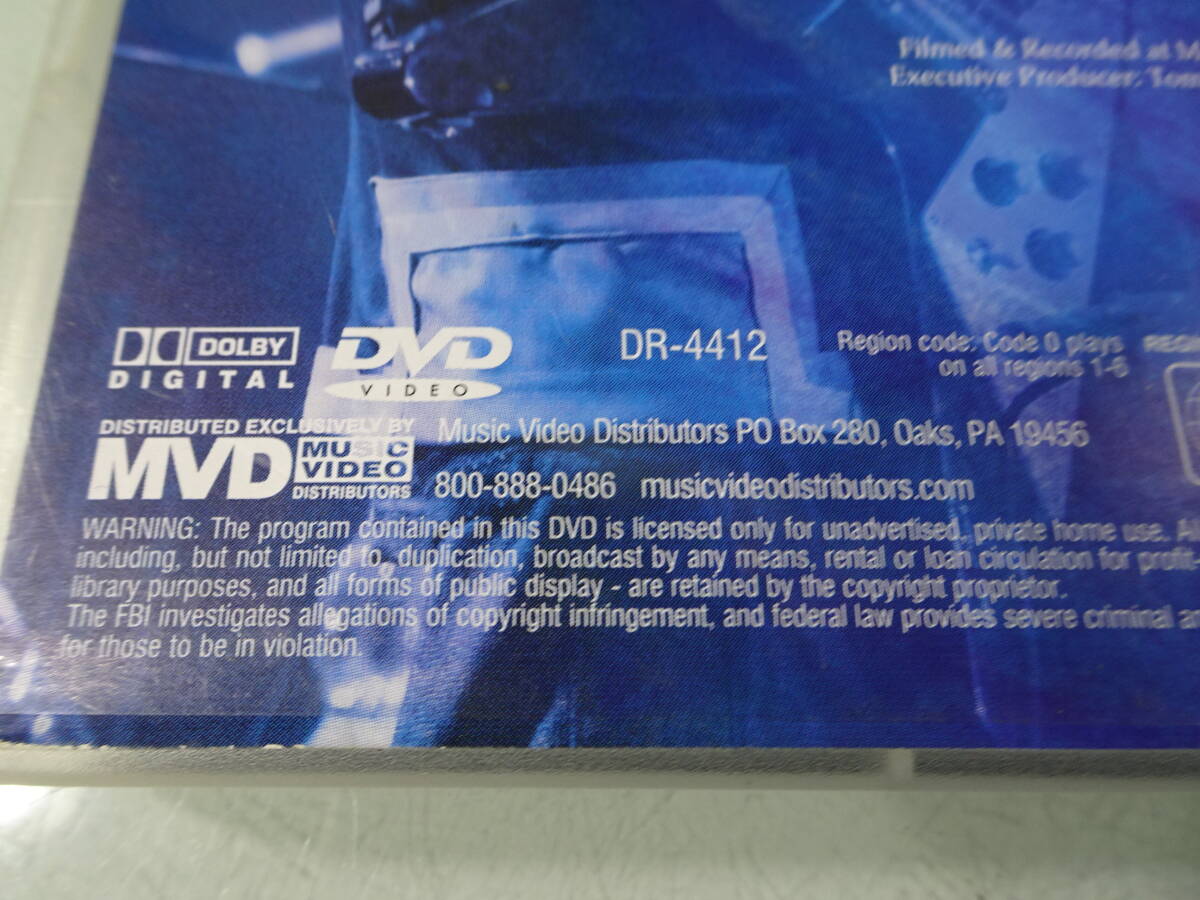 Filmed & Recorded at
Executive Producer: Tom
DOLBY
DIGITAL
DVD
VIDEO
DR-4412
Region code: Code 0 plays
on all regions 1-6
DISTRIBUTED EXCLUSIVELY BY
MVD MUSIC VIDEO DISTRIBUTORS
Music Video Distributors PO Box 280, Oaks, PA 19456
800-888-0486 musicvideodistributors.com
WARNING: The program contained in this DVD is licensed only for unadvertised, private home use.
including, but not limited to, duplication, broadcast by any means, rental or loan circulation for profit-
library purposes, and all forms of public display - are retained by the copyright proprietor.
The FBI investigates allegations of copyright infringement, and federal law provides severe criminal
for those to be in violation.